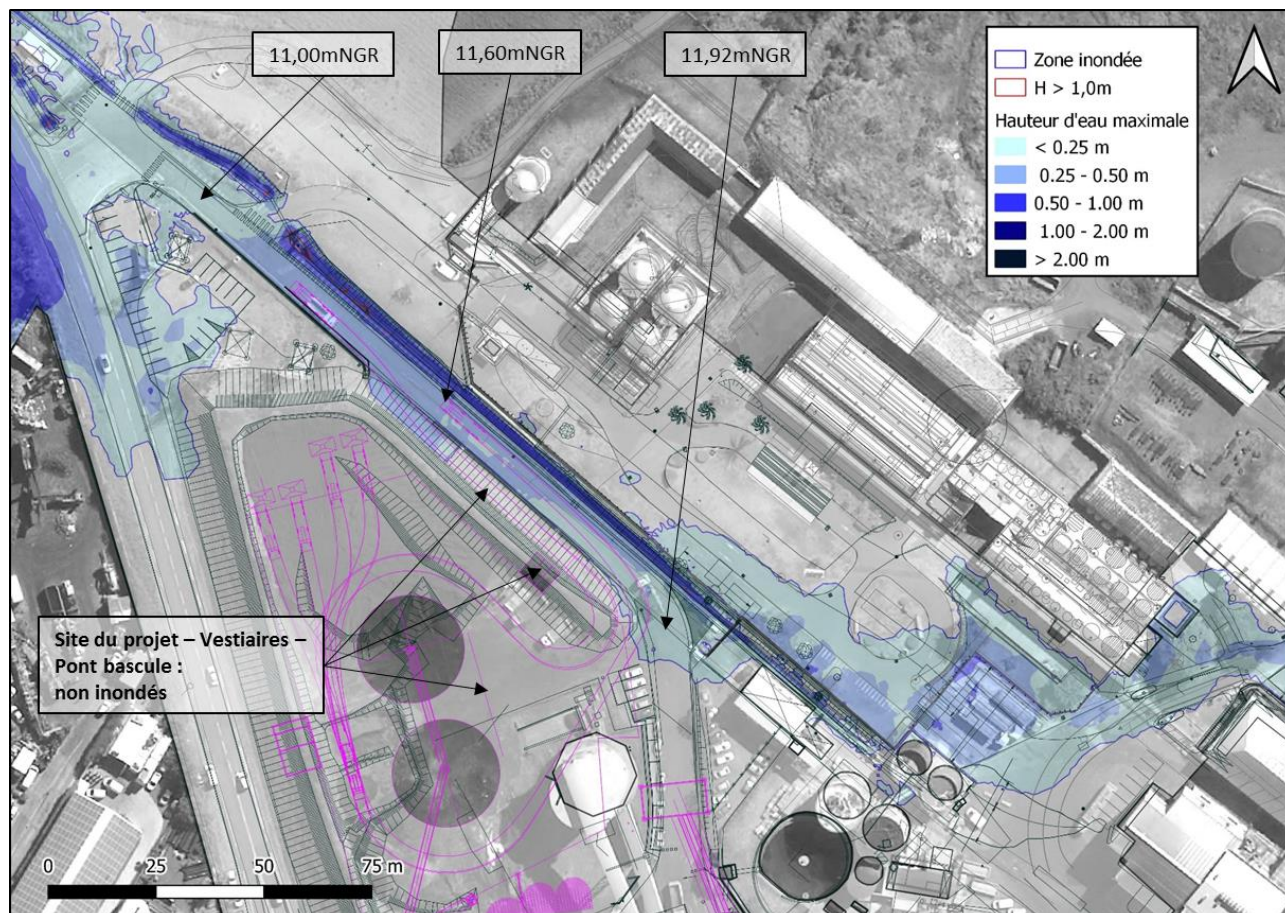 11,00mNGR
11,60mNGR
11,92mNGR
Zone inondée
H > 1,0m
Hauteur d'eau maximale
< 0.25 m
0.25 - 0.50 m
0.50 - 1.00 m
1.00 - 2.00 m
> 2.00 m
Site du projet – Vestiaires –
Pont bascule :
non inondés
0 25 50 75 m